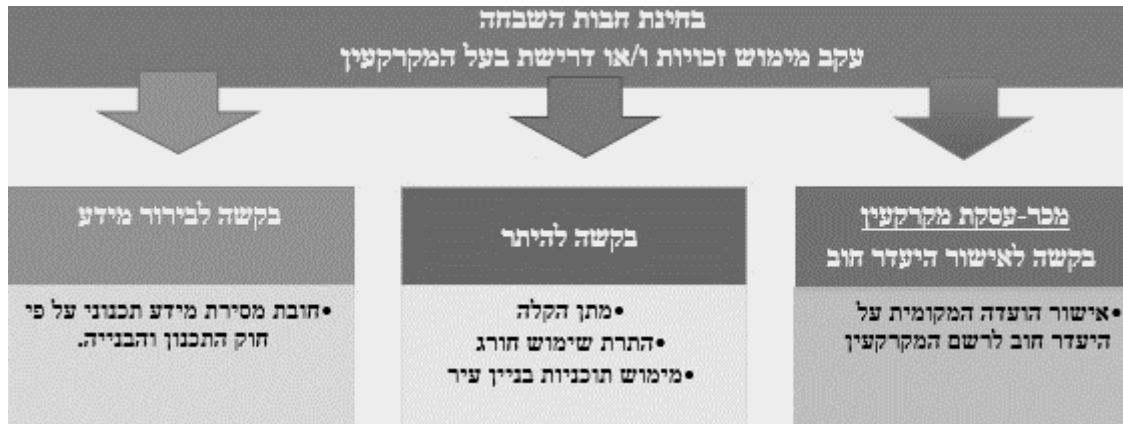 בחינת חבות השבחה
עקב מימוש זכויות ו/או דרישת בעל המקרקעין
מכר-עסקת מקרקעין
בקשה לאישור היעדר חוב
•אישור הועדה המקומית על
היעדר חוב לרשם המקרקעין
בקשה להיתר
•מתן הקלה
•התרת שימוש חורג
•מימוש תוכניות בניין עיר
בקשה לבירור מידע
•חובת מסירת מידע תכנוני על פי
חוק התכנון והבנייה.